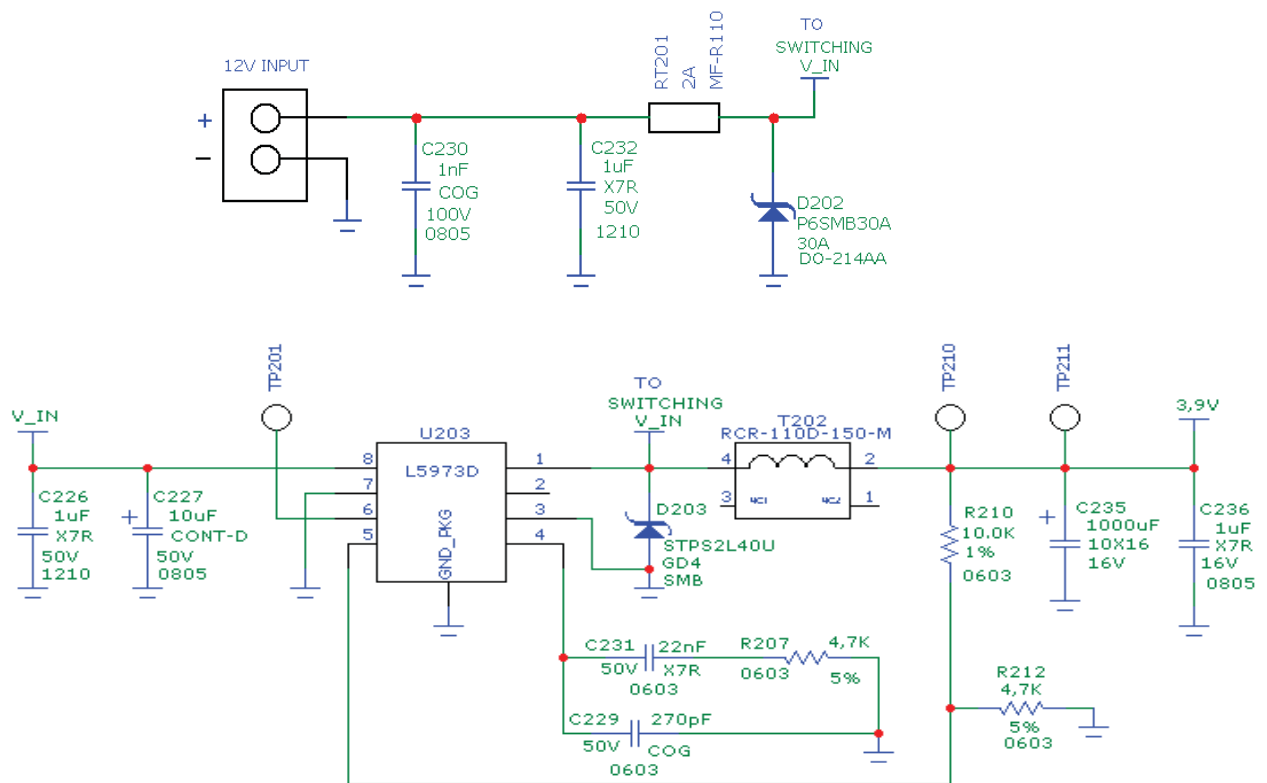 TO
SWITCHING
V_IN
RT201
2A
MF-R110
12V INPUT
+
−
C230
1nF
COG
100V
0805
C232
1uF
X7R
50V
1210
D202
P6SMB30A
30A
DO-214AA
TP201
TP210
TP211
V_IN
U203
L5973D
GND_PKG
8
7
6
5
1
2
3
4
TO
SWITCHING
V_IN
T202
RCR-110D-150-M
4
2
3
1
NC1
NC2
3,9V
C226
1uF
X7R
50V
1210
+
C227
10uF
CONT-D
50V
0805
D203
STPS2L40U
GD4
SMB
R210
10.0K
1%
0603
+
C235
1000uF
10X16
16V
C236
1uF
X7R
16V
0805
C231
22nF
50V
X7R
0603
R207
4,7K
0603
5%
C229
270pF
50V
COG
0603
R212
4,7K
5%
0603